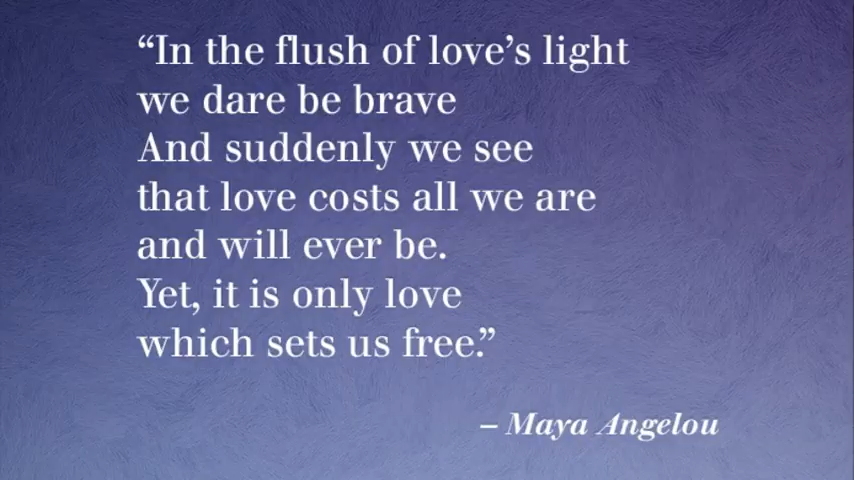 “In the flush of love’s light
we dare be brave
And suddenly we see
that love costs all we are
and will ever be.
Yet, it is only love
which sets us free.”
– Maya Angelou